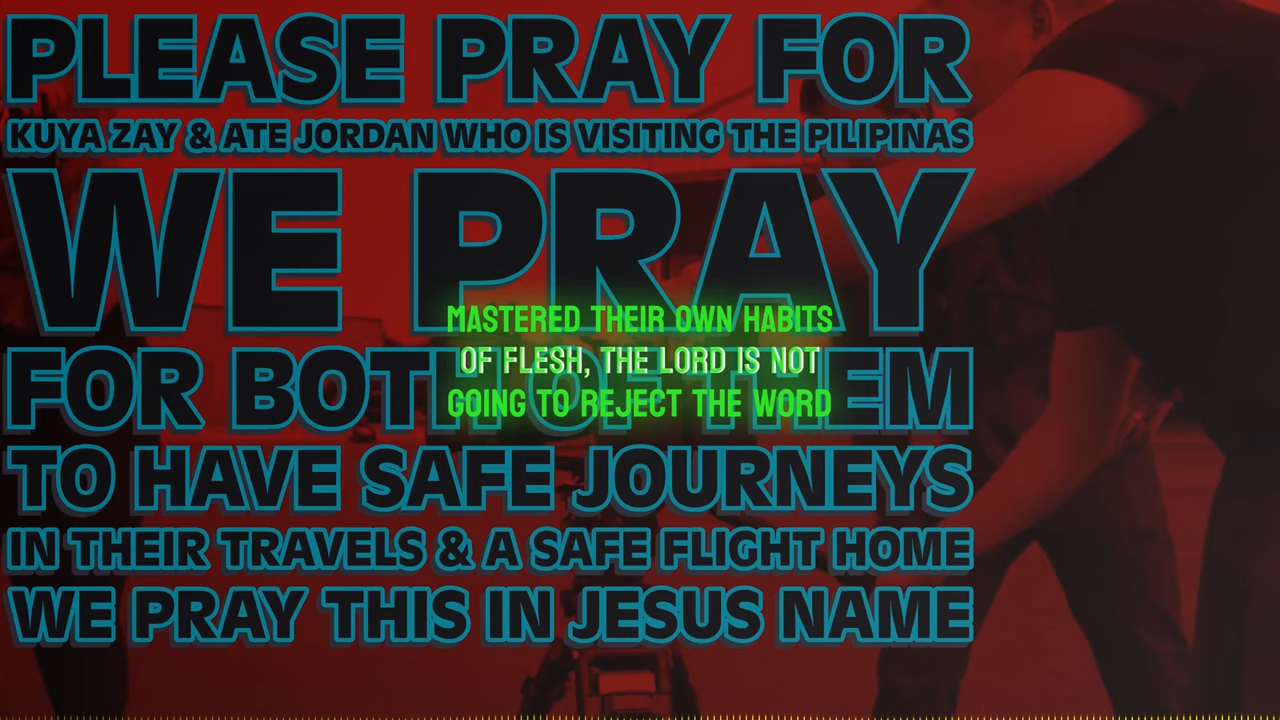 PLEASE PRAY FOR
KUYA ZAY & ATE JORDAN WHO IS VISITING THE PILIPINAS
WE PRAY
FOR BOTH OF THEM
TO HAVE SAFE JOURNEYS
IN THEIR TRAVELS & A SAFE FLIGHT HOME
WE PRAY THIS IN JESUS NAME
MASTERED THEIR OWN HABITS
OF FLESH, THE LORD IS NOT
GOING TO REJECT THE WORD